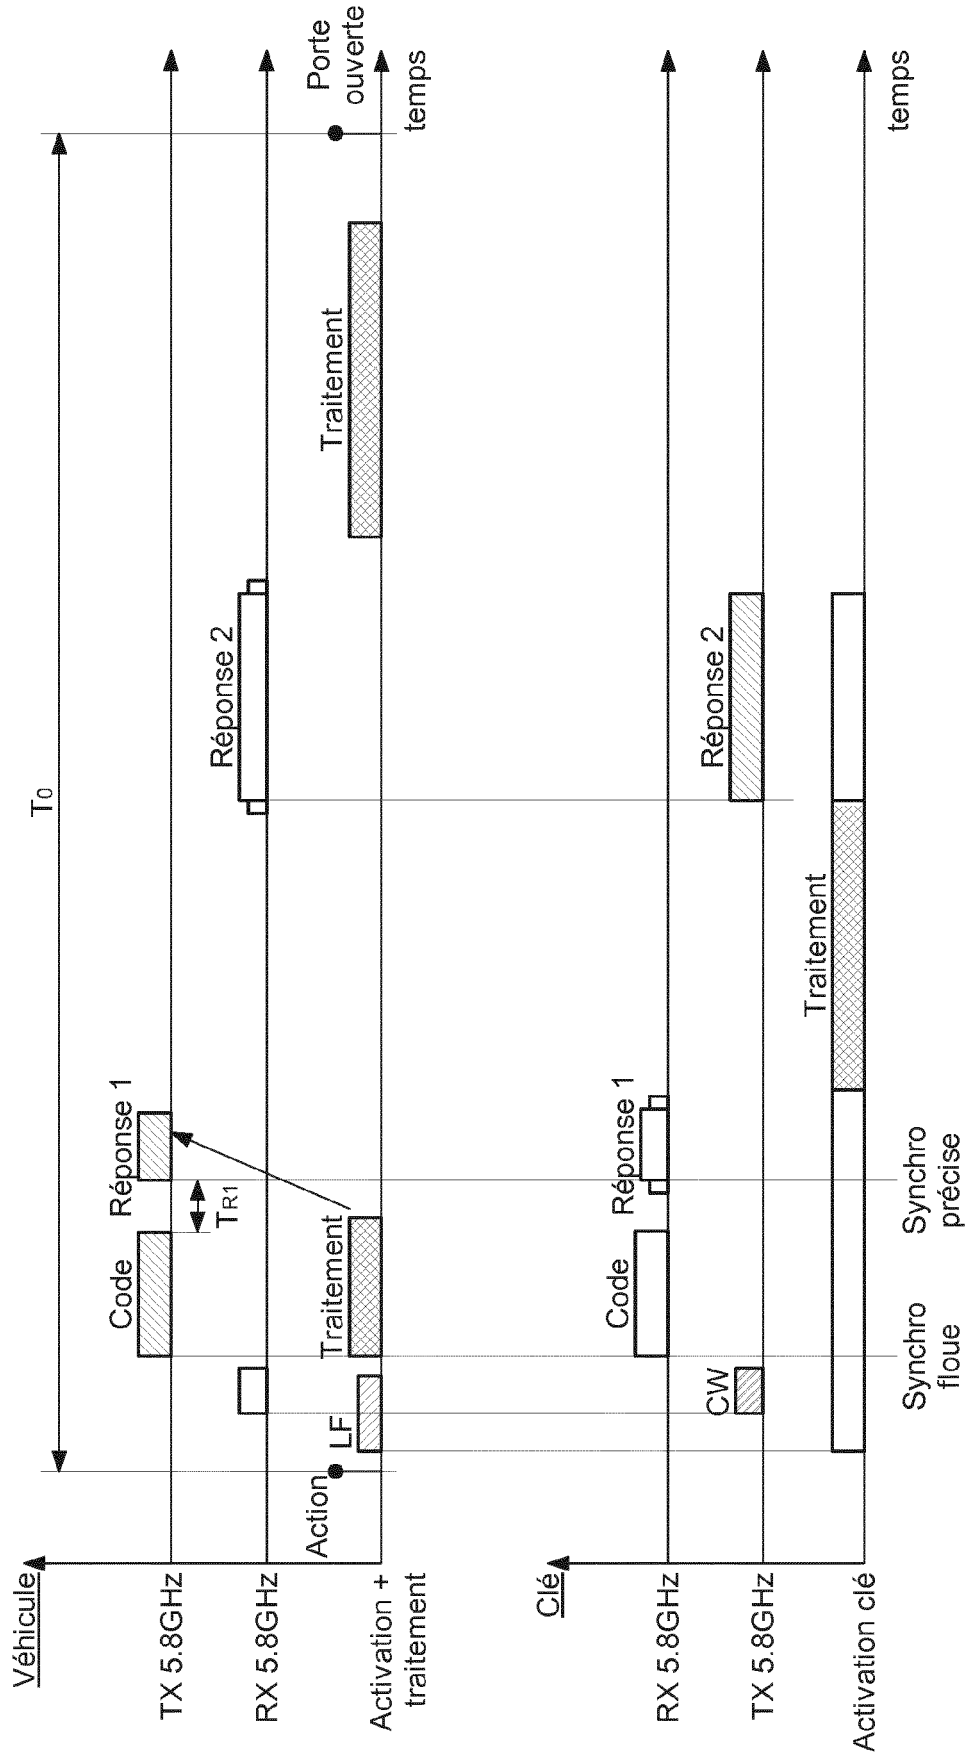 T0
Véhicule
TX 5.8GHz
Code
Réponse 1
TR1
RX 5.8GHz
Réponse 2
Action
LF
Traitement
Traitement
Porte
ouverte
Activation +
traitement
temps
Clé
RX 5.8GHz
Code
Réponse 1
TX 5.8GHz
CW
Réponse 2
Activation clé
Traitement
temps
Synchro
floue
Synchro
précise